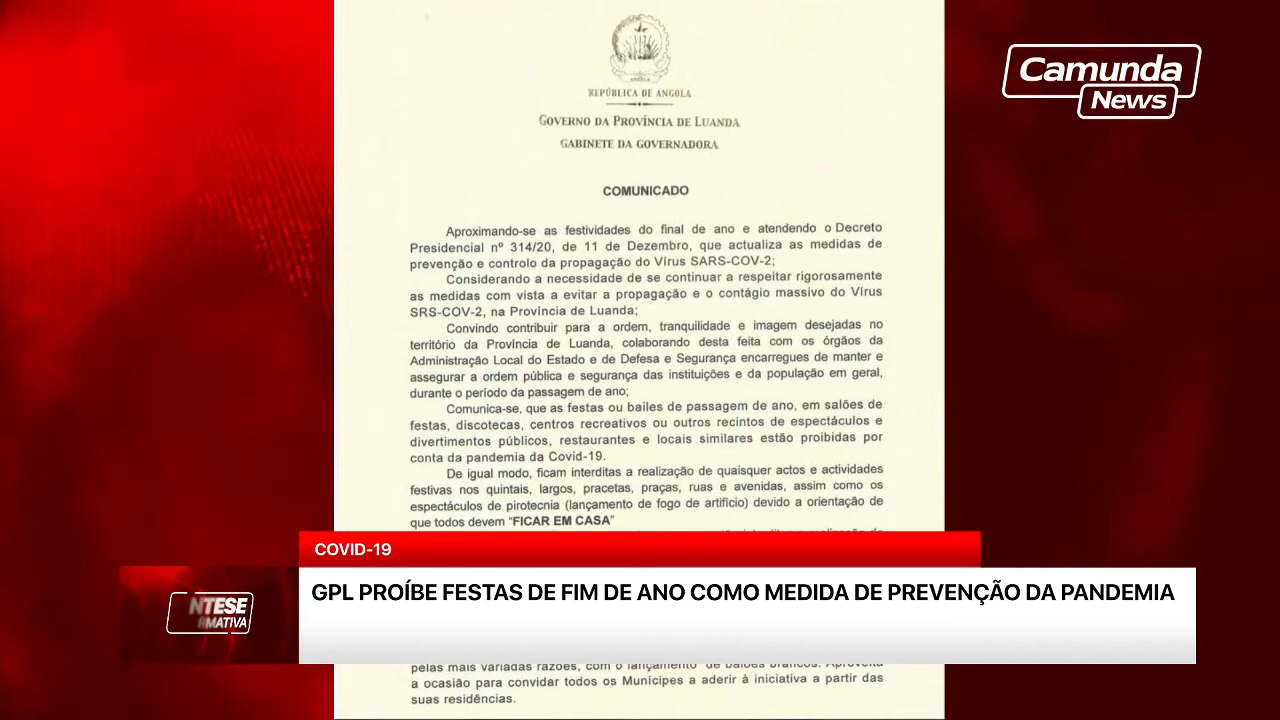 Camunda
News
REPÚBLICA DE ANGOLA
GOVERNO DA PROVÍNCIA DE LUANDA
GABINETE DA GOVERNADORA
COMUNICADO
Aproximando-se as festividades do final de ano e atendendo o Decreto
Presidencial nº 314/20, de 11 de Dezembro, que actualiza as medidas de
prevenção e controlo da propagação do Vírus SARS-COV-2;
Considerando a necessidade de se continuar a respeitar rigorosamente
as medidas com vista a evitar a propagação e o contágio massivo do Vírus
SRS-COV-2, na Província de Luanda;
Convindo contribuir para a ordem, tranquilidade e imagem desejadas no
território da Província de Luanda, colaborando desta feita com os órgãos da
Administração Local do Estado e de Defesa e Segurança encarregues de manter e
assegurar a ordem pública e segurança das instituições e da população em geral,
durante o período da passagem de ano;
Comunica-se, que as festas ou bailes de passagem de ano, em salões de
festas, discotecas, centros recreativos ou outros recintos de espectáculos e
divertimentos públicos, restaurantes e locais similares estão proibidas por
conta da pandemia da Covid-19.
De igual modo, ficam interditas a realização de quaisquer actos e actividades
festivas nos quintais, largos, pracetas, praças, ruas e avenidas, assim como os
espectáculos de pirotecnia (lançamento de fogo de artifício) devido a orientação de
que todos devem "FICAR EM CASA"
COVID-19
GPL PROÍBE FESTAS DE FIM DE ANO COMO MEDIDA DE PREVENÇÃO DA PANDEMIA
NTESE
RMATIVA
pelas mais variadas razões, com o lançamento de balões brancos. Aproveita
a ocasião para convidar todos os Munícipes a aderir à iniciativa a partir das
suas residências.